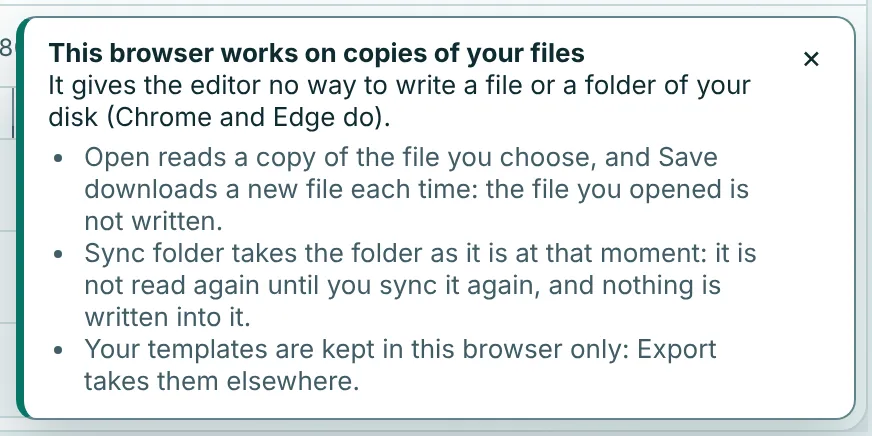 This browser works on copies of your files
It gives the editor no way to write a file or a folder of your
disk (Chrome and Edge do).
• Open reads a copy of the file you choose, and Save
downloads a new file each time: the file you opened is
not written.
• Sync folder takes the folder as it is at that moment: it is
not read again until you sync it again, and nothing is
written into it.
• Your templates are kept in this browser only: Export
takes them elsewhere.